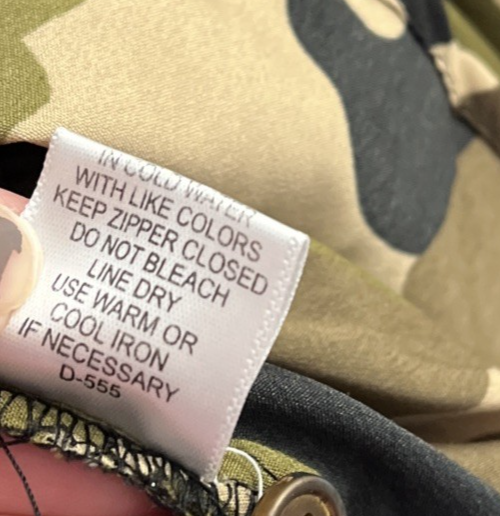 IN COLD WATER
WITH LIKE COLORS
KEEP ZIPPER CLOSED
DO NOT BLEACH
LINE DRY
USE WARM OR
COOL IRON
IF NECESSARY
D-555